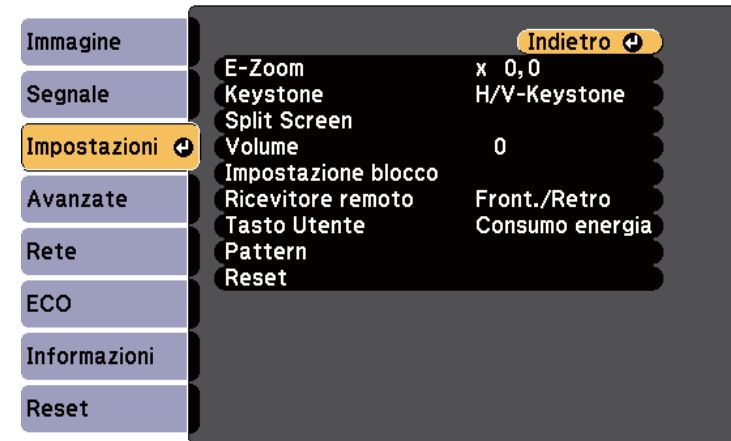 Immagine
Segnale
Impostazioni
Avanzate
Rete
ECO
Informazioni
Reset
Indietro
E-Zoom x 0,0
Keystone H/V-Keystone
Split Screen
Volume 0
Impostazione blocco
Ricevitore remoto Front./Retro
Tasto Utente Consumo energia
Pattern
Reset